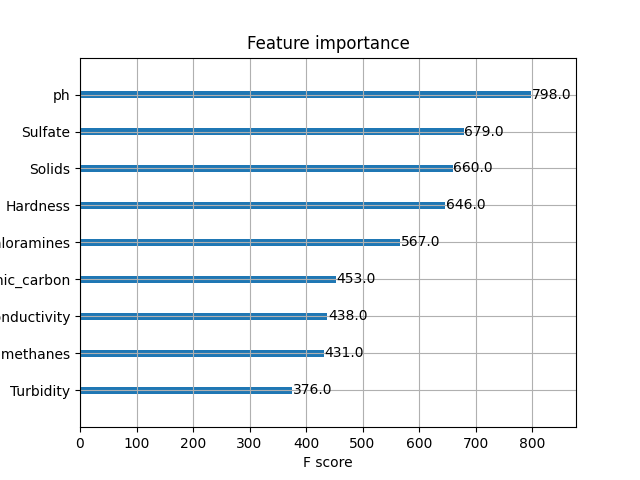 Feature importance
ph 798.0
Sulfate 679.0
Solids 660.0
Hardness 646.0
loramines 567.0
nic_carbon 453.0
onductivity 438.0
methanes 431.0
Turbidity 376.0
0 100 200 300 400 500 600 700 800
F score